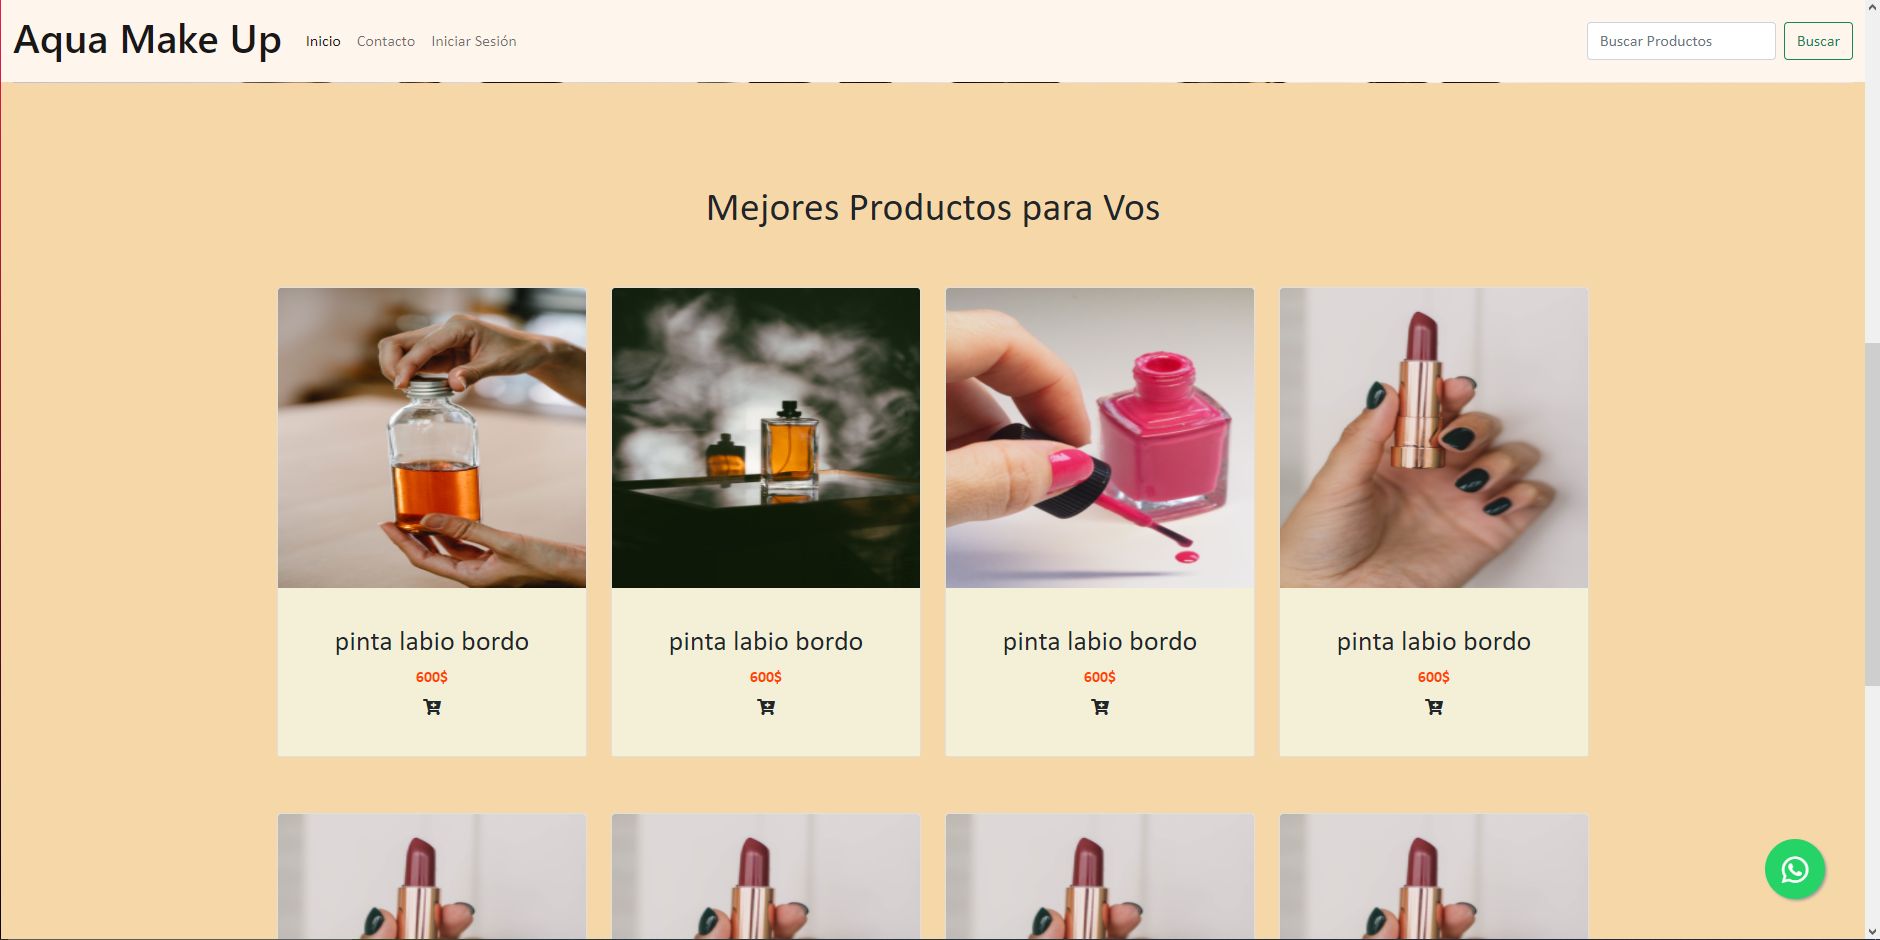 Aqua Make Up
Inicio Contacto Iniciar Sesión
Buscar Productos Buscar
Mejores Productos para Vos
pinta labio bordo
600$
pinta labio bordo
600$
pinta labio bordo
600$
pinta labio bordo
600$